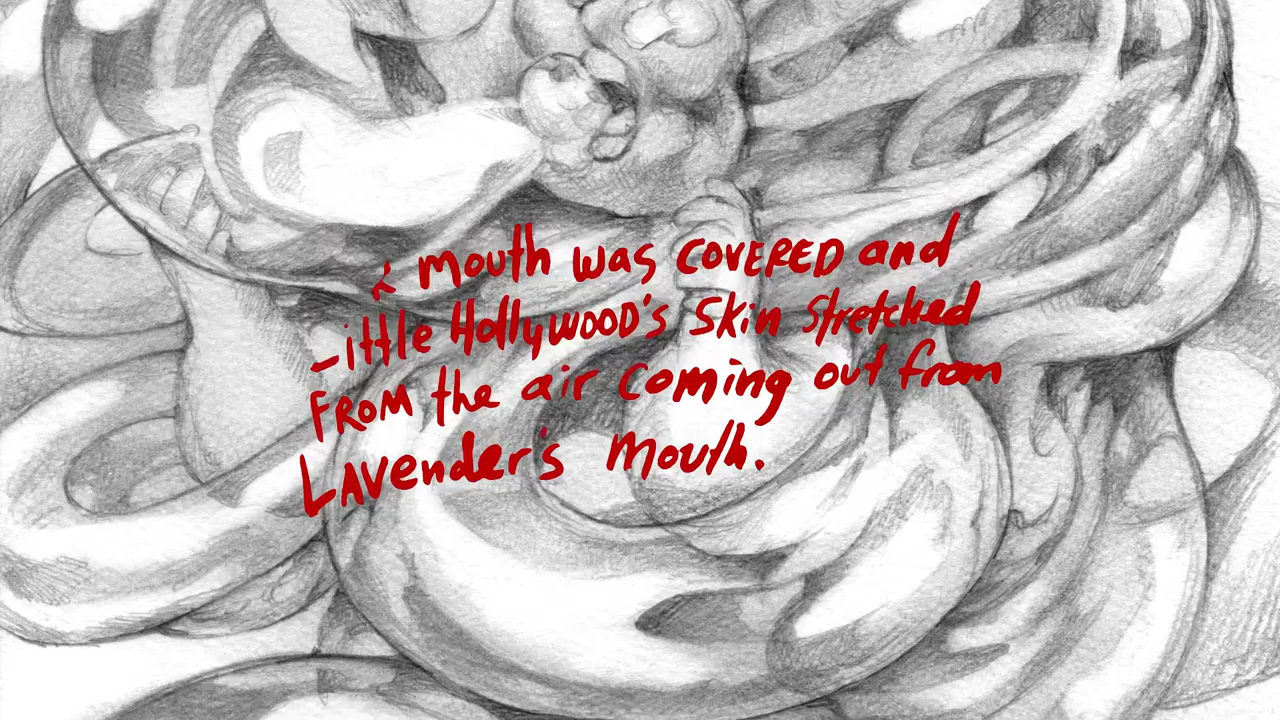 mouth was COVERED and
ittle HollywOOD's Skin Stretched
FROM the air coming out from
LAVender's Mouth.